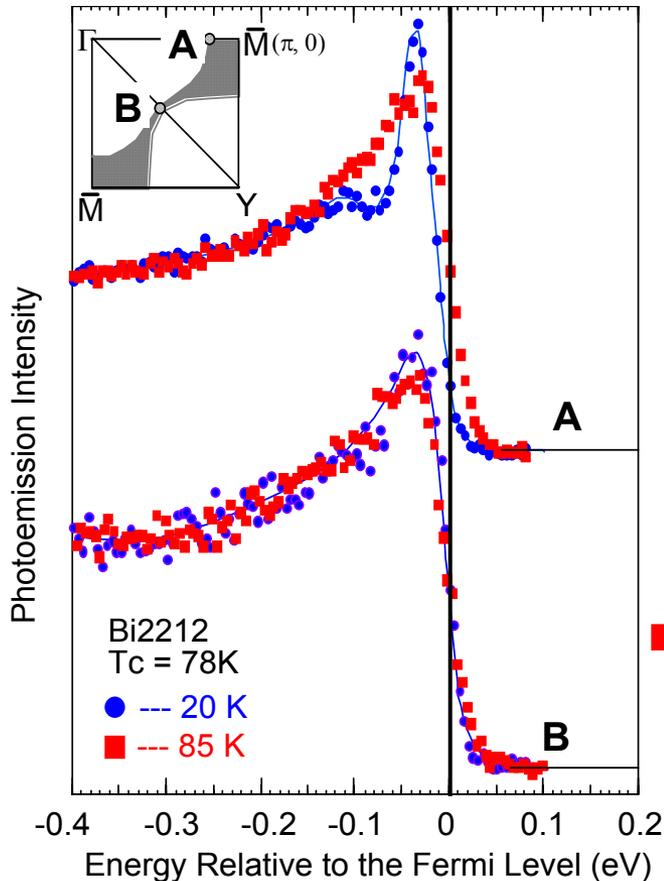 Γ
A
M̄(π, 0)
B
M̄
Y
Photoemission Intensity
A
Bi2212
Tc = 78K
--- 20 K
--- 85 K
B
-0.4 -0.3 -0.2 -0.1 0 0.1 0.2
Energy Relative to the Fermi Level (eV)